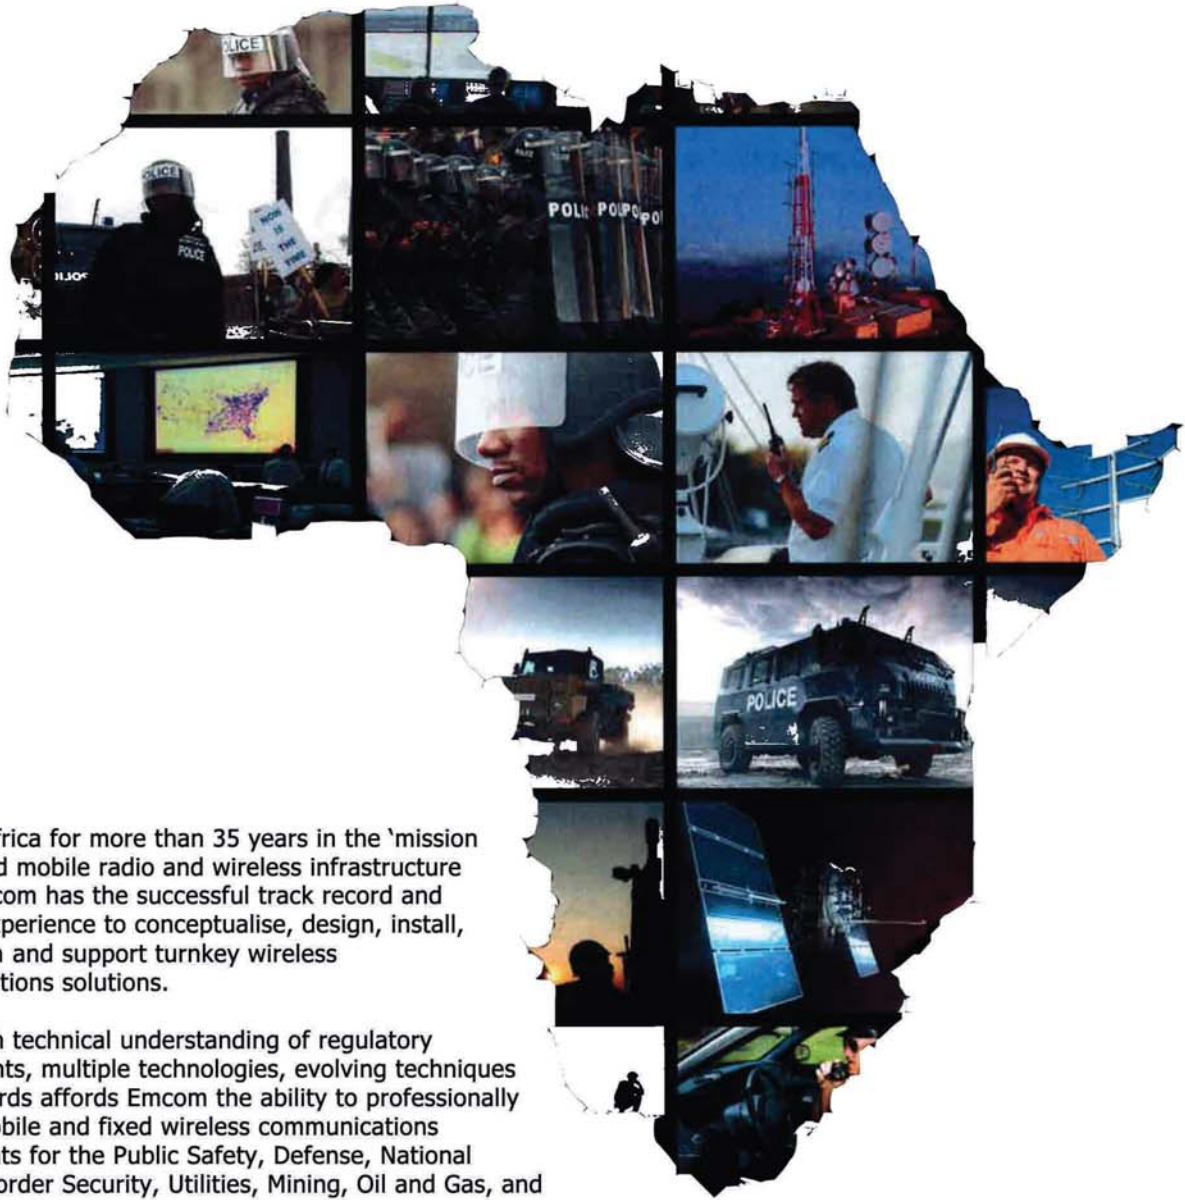 POLICE
POLICE
POLICE
NOW
IS
THE
TIME
POLI
POL
PO
PO
POLICE
frica for more than 35 years in the ‘mission
d mobile radio and wireless infrastructure
com has the successful track record and
xperience to conceptualise, design, install,
and support turnkey wireless
tions solutions.
technical understanding of regulatory
nts, multiple technologies, evolving techniques
rds affords Emcom the ability to professionally
obile and fixed wireless communications
ts for the Public Safety, Defense, National
order Security, Utilities, Mining, Oil and Gas, and